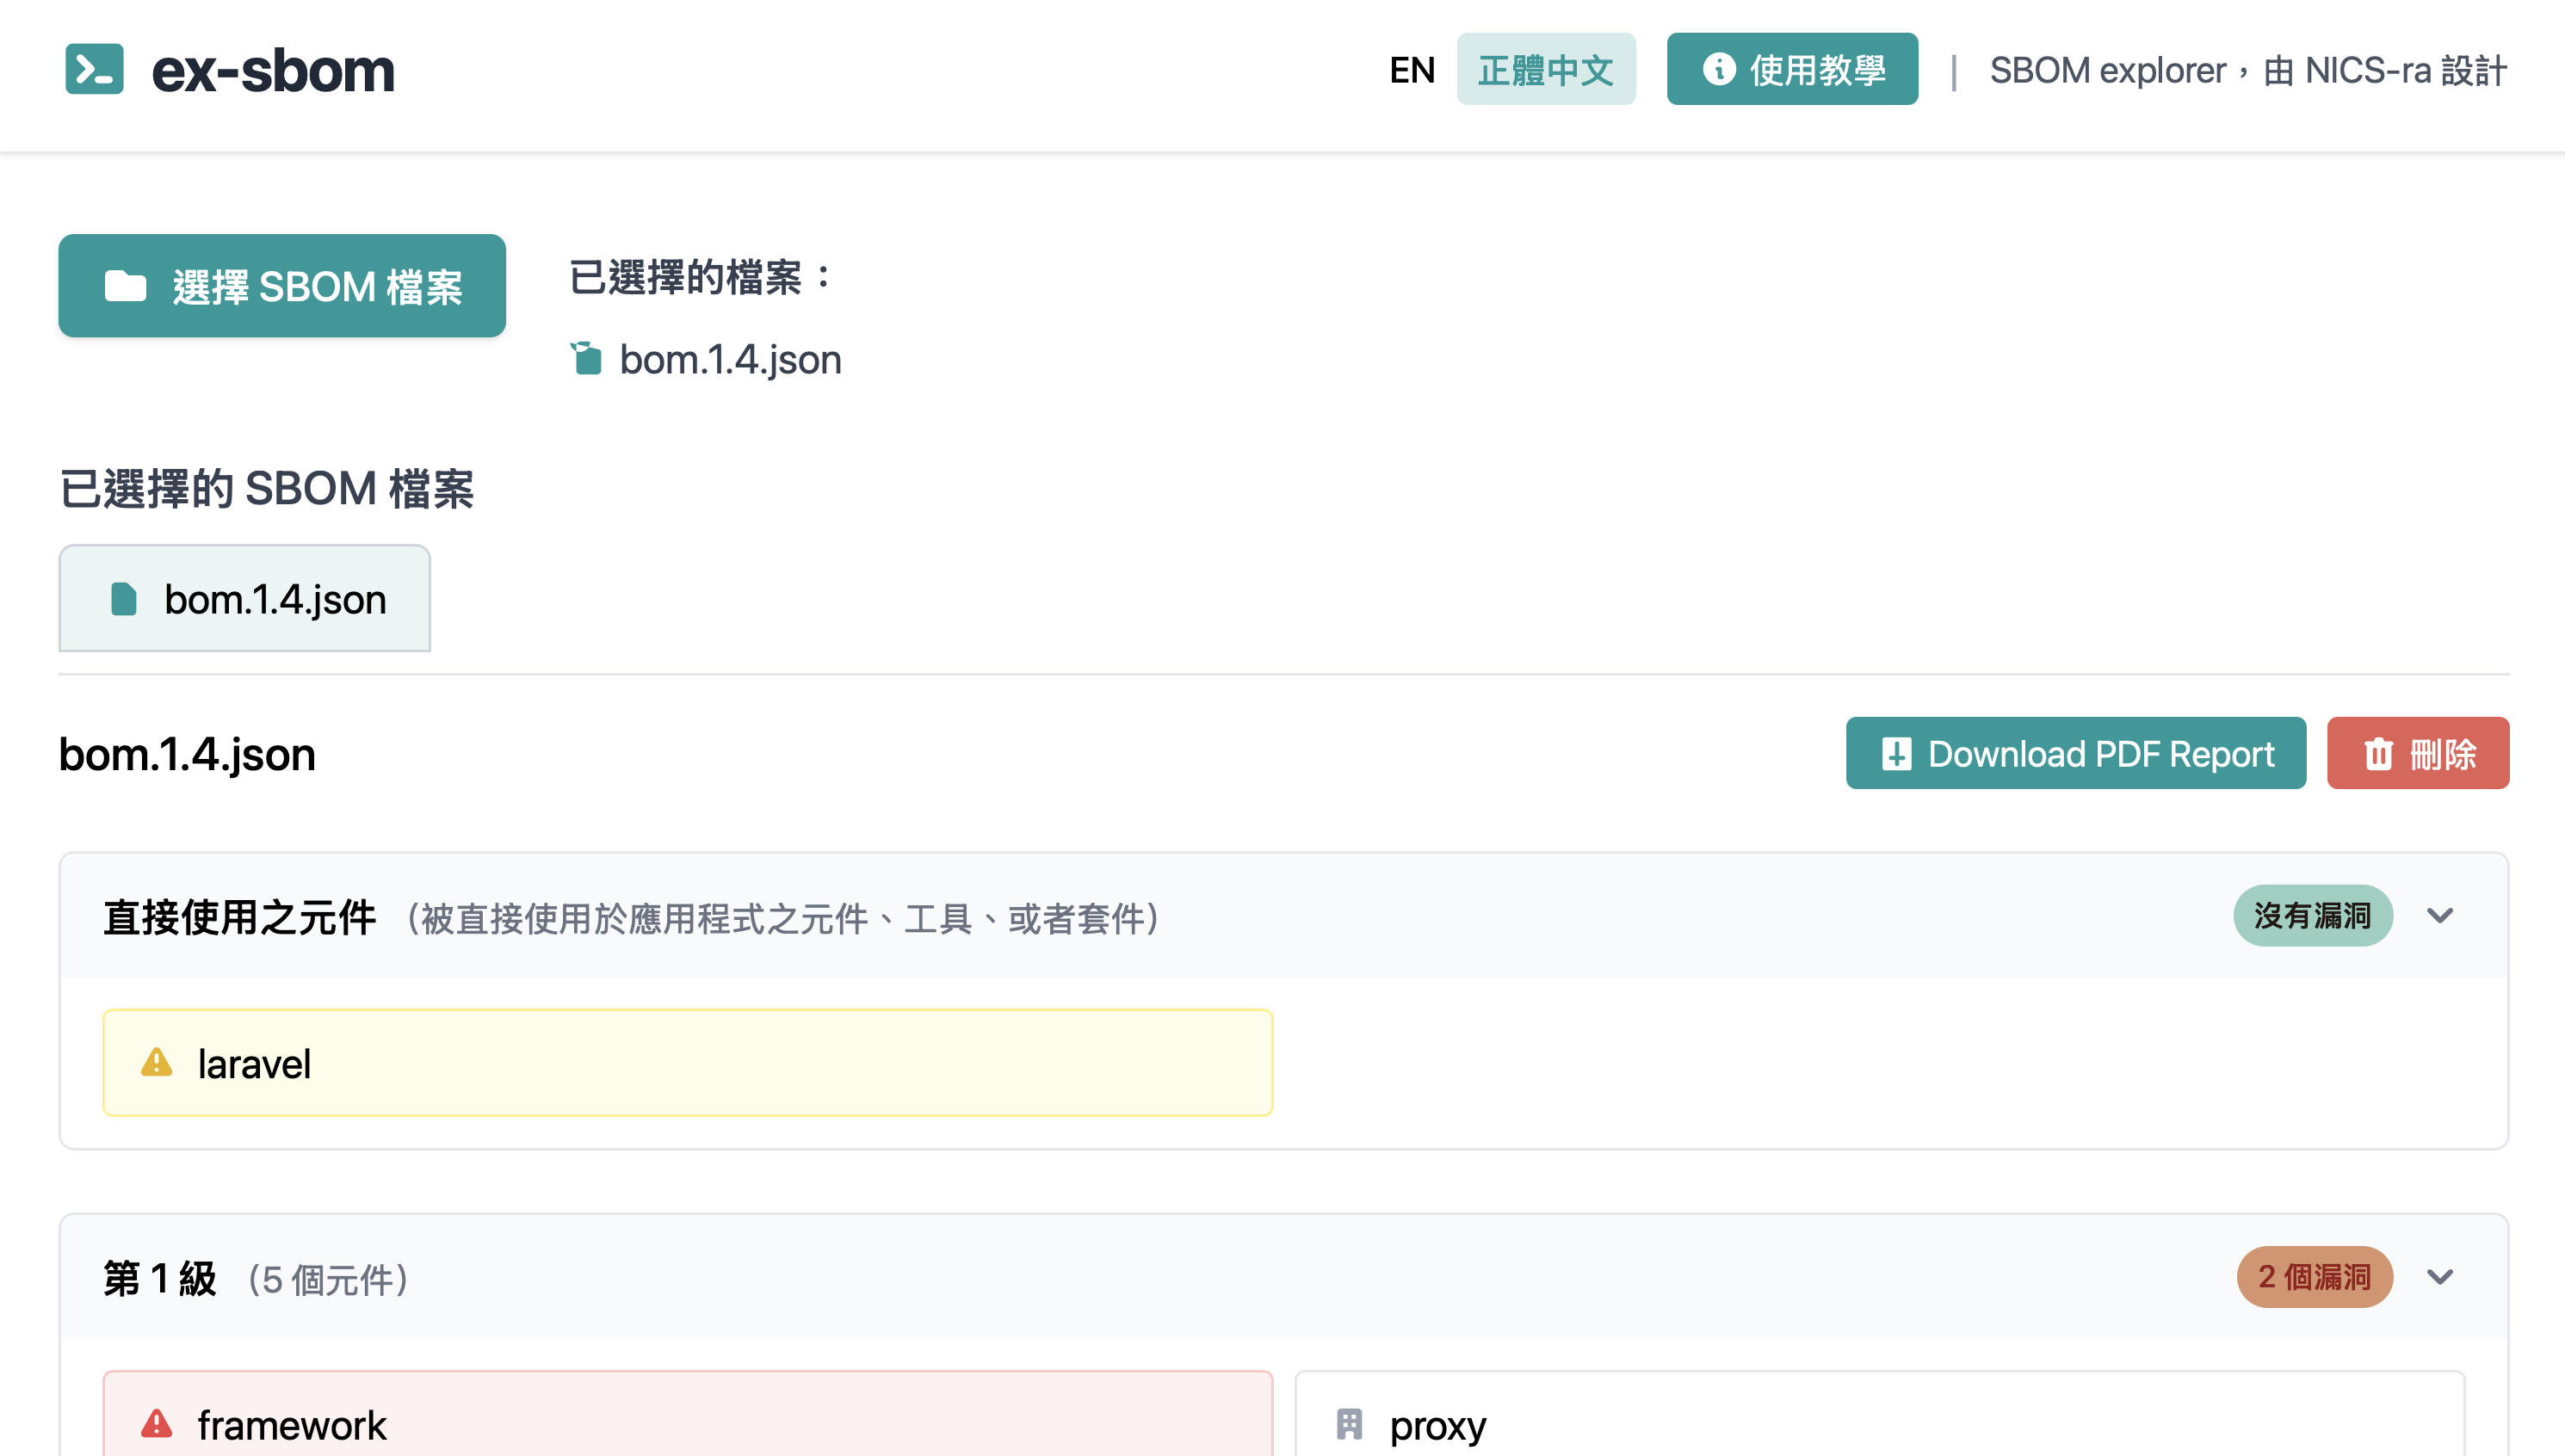 ex-sbom
EN 正體中文 使用教學 | SBOM explorer,由 NICS-ra 設計
選擇 SBOM 檔案
已選擇的檔案:
bom.1.4.json
已選擇的 SBOM 檔案
bom.1.4.json
bom.1.4.json
Download PDF Report 刪除
直接使用之元件 (被直接使用於應用程式之元件、工具、或者套件) 沒有漏洞
laravel
第 1 級 (5 個元件) 2 個漏洞
framework proxy